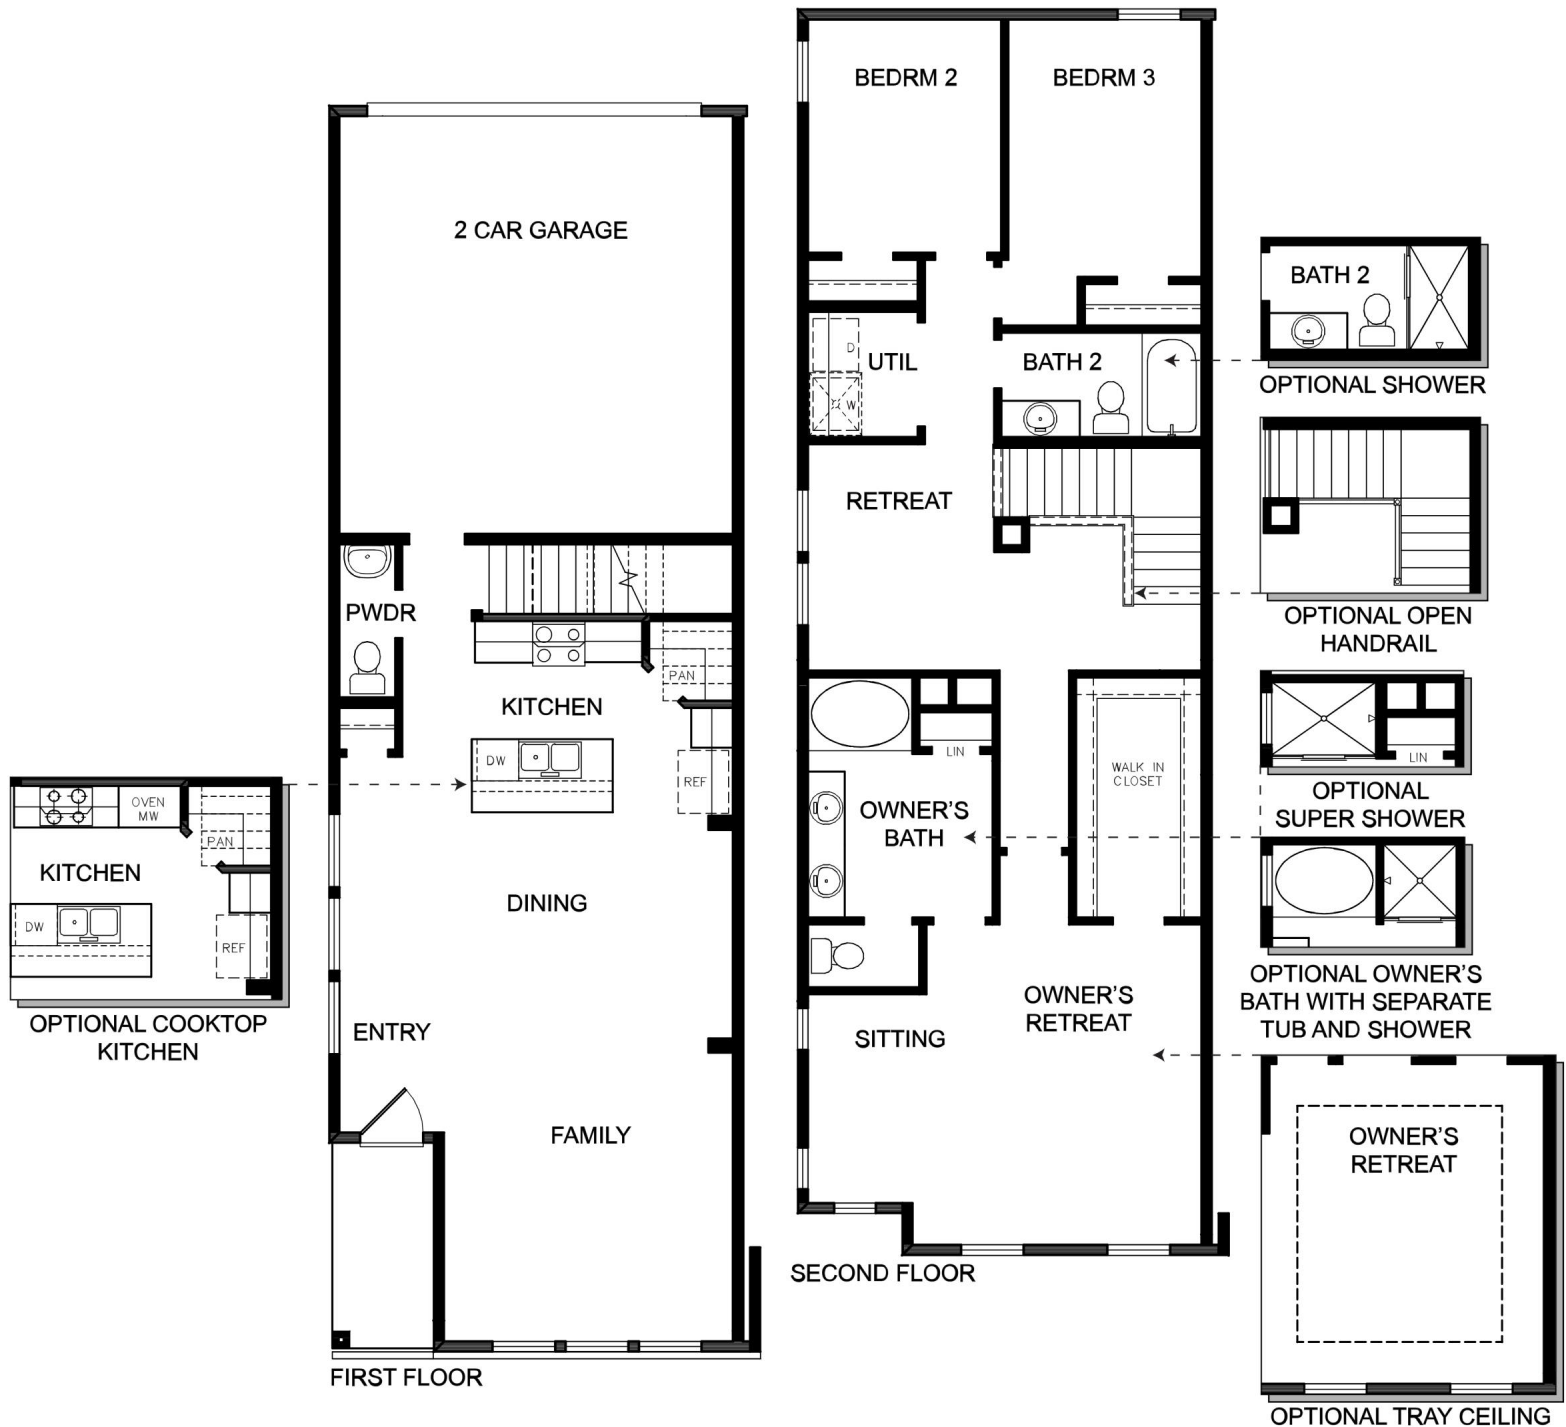 2 CAR GARAGE
PWDR
PAN
KITCHEN
DW
REF
DINING
ENTRY
FAMILY
FIRST FLOOR
OVEN
MW
PAN
KITCHEN
DW
REF
OPTIONAL COOKTOP
KITCHEN
BEDRM 2
BEDRM 3
D
UTIL
W
BATH 2
RETREAT
LIN
WALK IN
CLOSET
OWNER'S
BATH
OWNER'S
RETREAT
SITTING
SECOND FLOOR
BATH 2
OPTIONAL SHOWER
OPTIONAL OPEN
HANDRAIL
LIN
OPTIONAL
SUPER SHOWER
OPTIONAL OWNER'S
BATH WITH SEPARATE
TUB AND SHOWER
OWNER'S
RETREAT
OPTIONAL TRAY CEILING